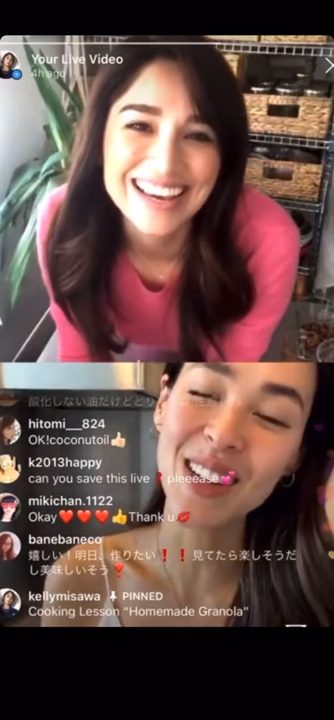 Your Live Video
4h ago
酸化しない油だけどとり
hitomi__824
OK!coconutoil👍🏻
k2013happy
can you save this live❗pleeease💕
mikichan.1122
Okay❤️❤️❤️👍Thank u💋
banebaneco
嬉しい！明日、作りたい❗❗見てたら楽しそうだ
し美味しいそう❣️
kellymisawa 📌 PINNED
Cooking Lesson “Homemade Granola”